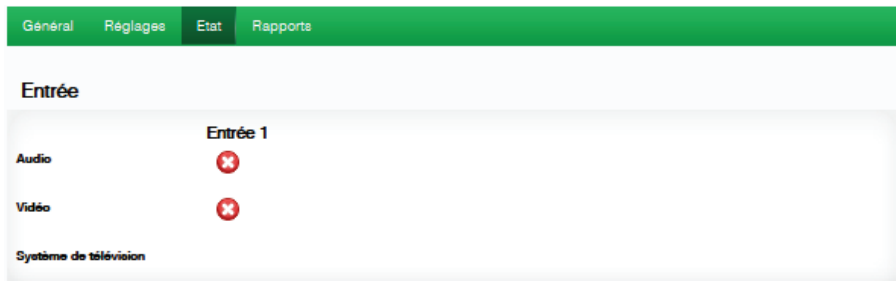 Général Réglages Etat Rapports
Entrée
Entrée 1
Audio
Vidéo
Système de télévision